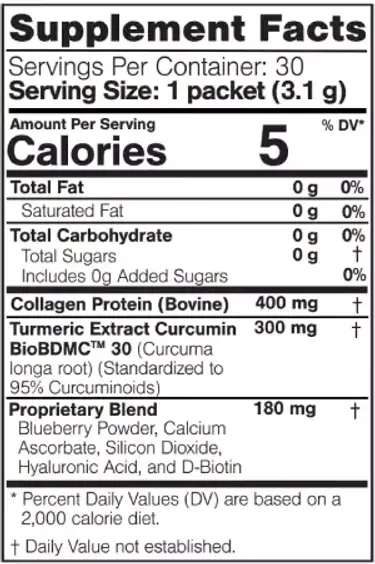 Supplement Facts
Servings Per Container: 30
Serving Size: 1 packet (3.1 g)
Amount Per Serving % DV*
Calories 5
Total Fat 0 g 0%
Saturated Fat 0 g 0%
Total Carbohydrate 0 g 0%
Total Sugars 0 g †
Includes 0g Added Sugars 0%
Collagen Protein (Bovine) 400 mg †
Turmeric Extract Curcumin 300 mg †
BioBDMC™ 30 (Curcuma
longa root) (Standardized to
95% Curcuminoids)
Proprietary Blend 180 mg †
Blueberry Powder, Calcium
Ascorbate, Silicon Dioxide,
Hyaluronic Acid, and D-Biotin
* Percent Daily Values (DV) are based on a
2,000 calorie diet.
† Daily Value not established.